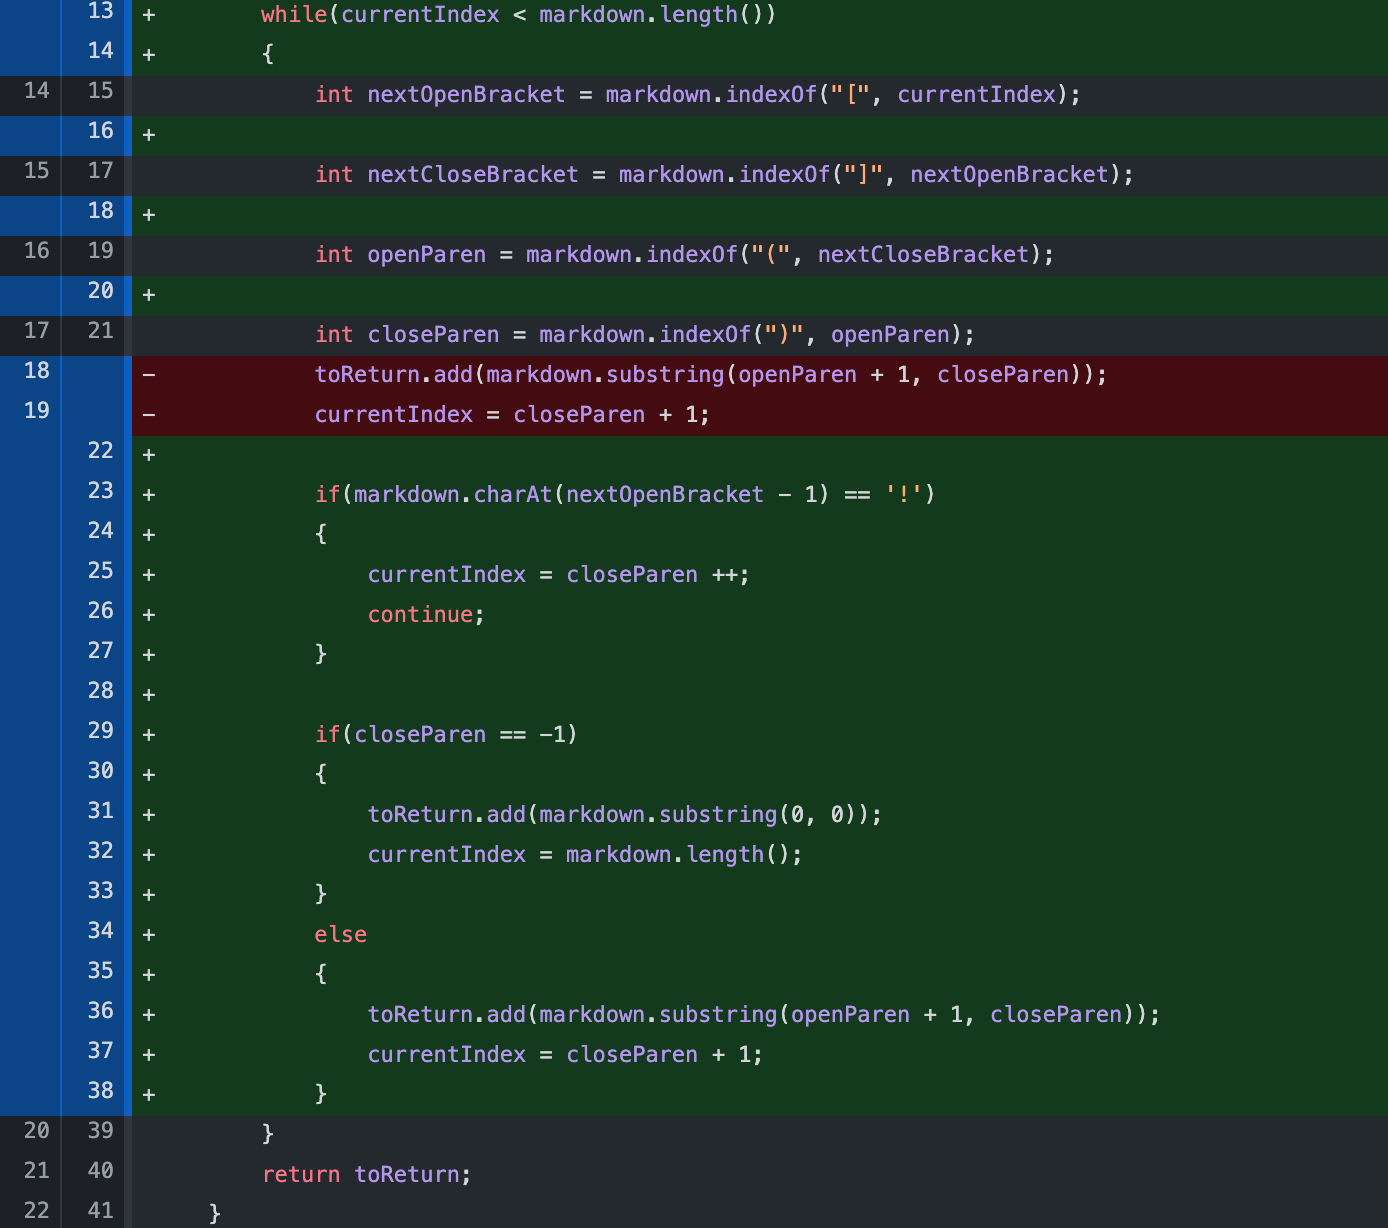 13 + while(currentIndex < markdown.length())
14 + {
14 15 int nextOpenBracket = markdown.indexOf("[", currentIndex);
16 +
15 17 int nextCloseBracket = markdown.indexOf("]", nextOpenBracket);
18 +
16 19 int openParen = markdown.indexOf("(", nextCloseBracket);
20 +
17 21 int closeParen = markdown.indexOf(")", openParen);
18 − toReturn.add(markdown.substring(openParen + 1, closeParen));
19 − currentIndex = closeParen + 1;
22 +
23 + if(markdown.charAt(nextOpenBracket - 1) == '!')
24 + {
25 + currentIndex = closeParen ++;
26 + continue;
27 + }
28 +
29 + if(closeParen == -1)
30 + {
31 + toReturn.add(markdown.substring(0, 0));
32 + currentIndex = markdown.length();
33 + }
34 + else
35 + {
36 + toReturn.add(markdown.substring(openParen + 1, closeParen));
37 + currentIndex = closeParen + 1;
38 + }
20 39 }
21 40 return toReturn;
22 41 }